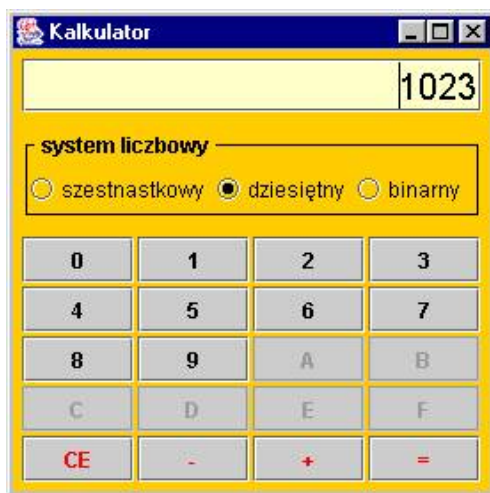 Kalkulator
1023
system liczbowy
szestnastkowy dziesiętny binarny
0 1 2 3
4 5 6 7
8 9 A B
C D E F
CE - + =